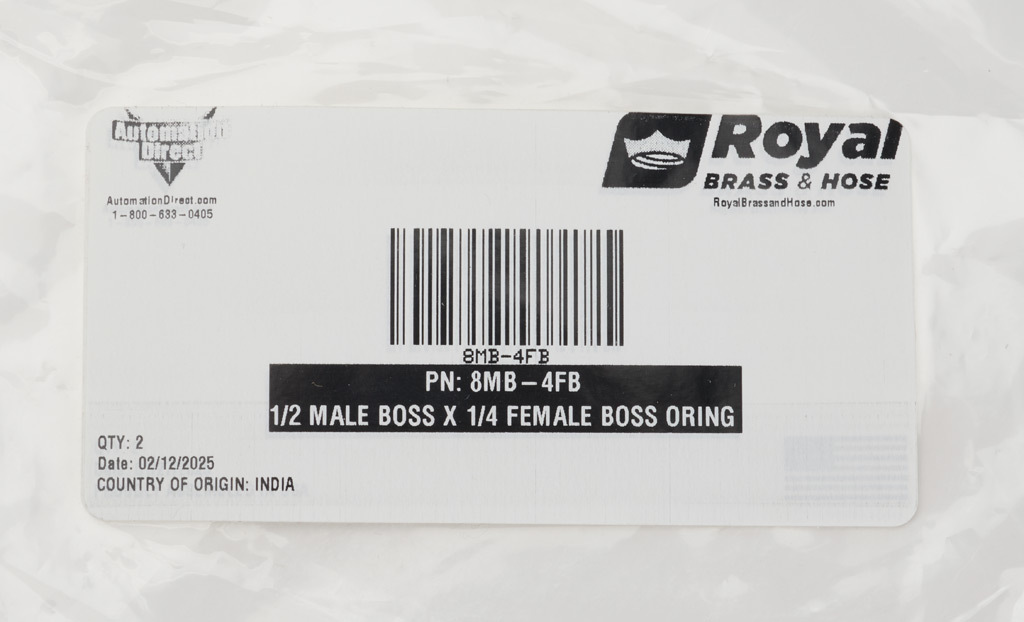 Automation
Direct
AutomationDirect.com
1-800-633-0405
Royal
BRASS & HOSE
RoyalBrassandHose.com
8MB-4FB
PN: 8MB-4FB
1/2 MALE BOSS X 1/4 FEMALE BOSS ORING
QTY: 2
Date: 02/12/2025
COUNTRY OF ORIGIN: INDIA